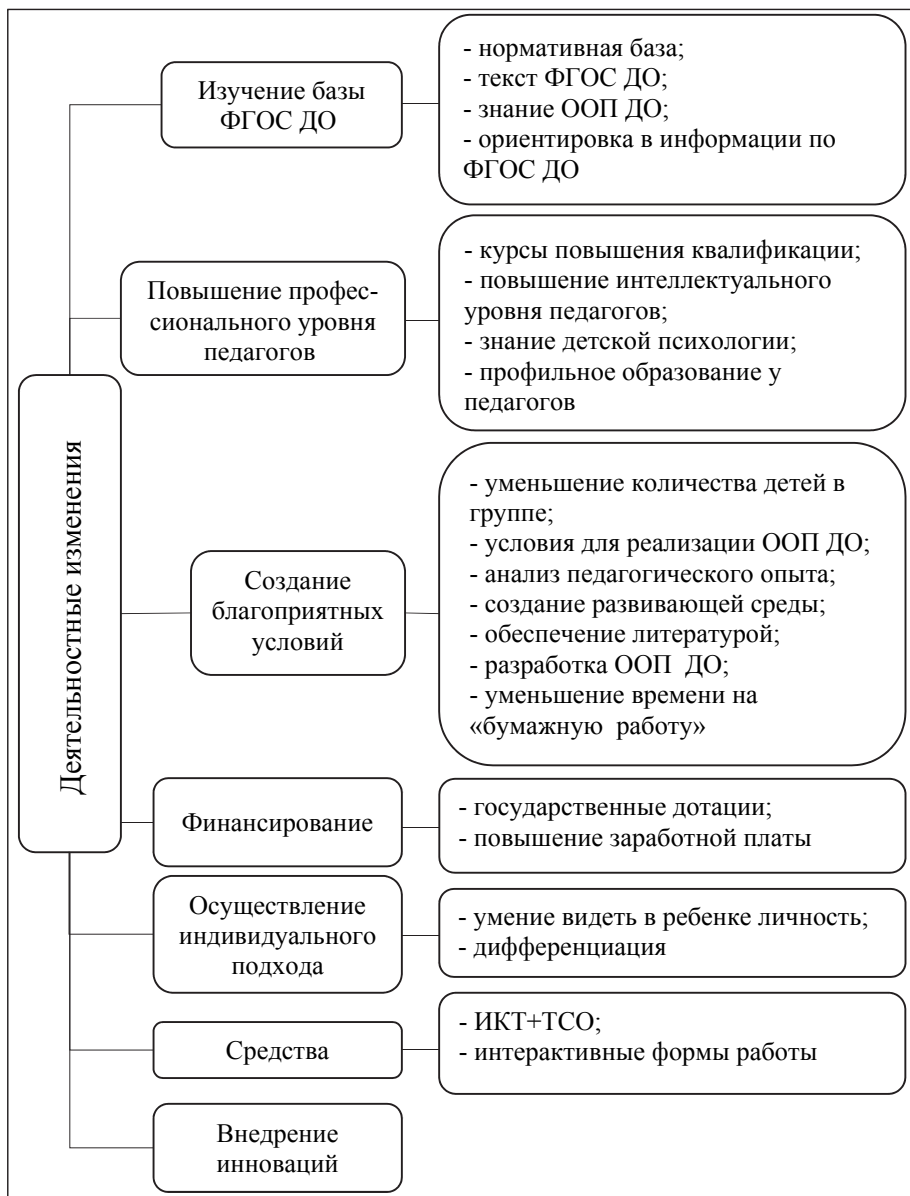 Деятельностные изменения
Изучение базы
ФГОС ДО
- нормативная база;
- текст ФГОС ДО;
- знание ООП ДО;
- ориентировка в информации по
ФГОС ДО
Повышение профес-
сионального уровня
педагогов
- курсы повышения квалификации;
- повышение интеллектуального
уровня педагогов;
- знание детской психологии;
- профильное образование у
педагогов
Создание
благоприятных
условий
- уменьшение количества детей в
группе;
- условия для реализации ООП ДО;
- анализ педагогического опыта;
- создание развивающей среды;
- обеспечение литературой;
- разработка ООП  ДО;
- уменьшение времени на
«бумажную  работу»
Финансирование
- государственные дотации;
- повышение заработной платы
Осуществление
индивидуального
подхода
- умение видеть в ребенке личность;
- дифференциация
Средства
- ИКТ+ТСО;
- интерактивные формы работы
Внедрение
инноваций